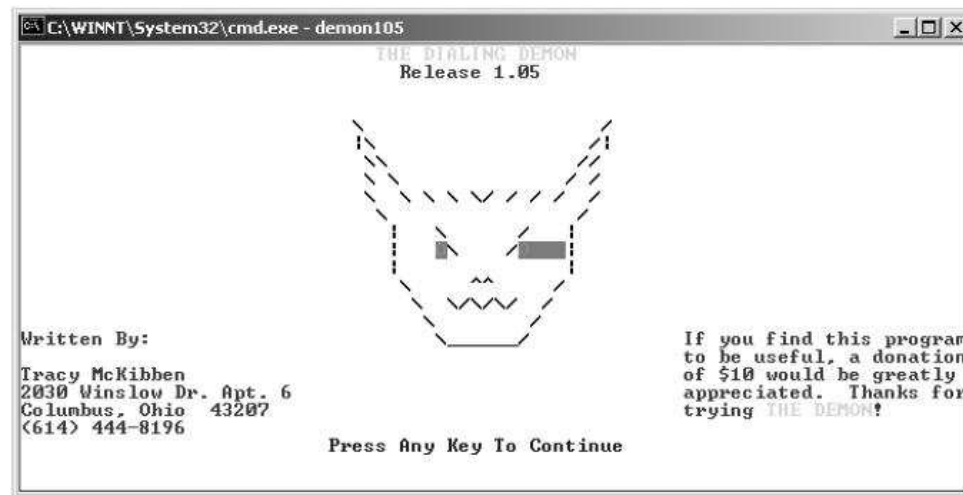 C:\WINNT\System32\cmd.exe - demon105
THE DIALING DEMON
Release 1.05
Written By:
Tracy McKibben
2030 Winslow Dr. Apt. 6
Columbus, Ohio 43207
(614) 444-8196
If you find this program
to be useful, a donation
of $10 would be greatly
appreciated. Thanks for
trying THE DEMON!
Press Any Key To Continue